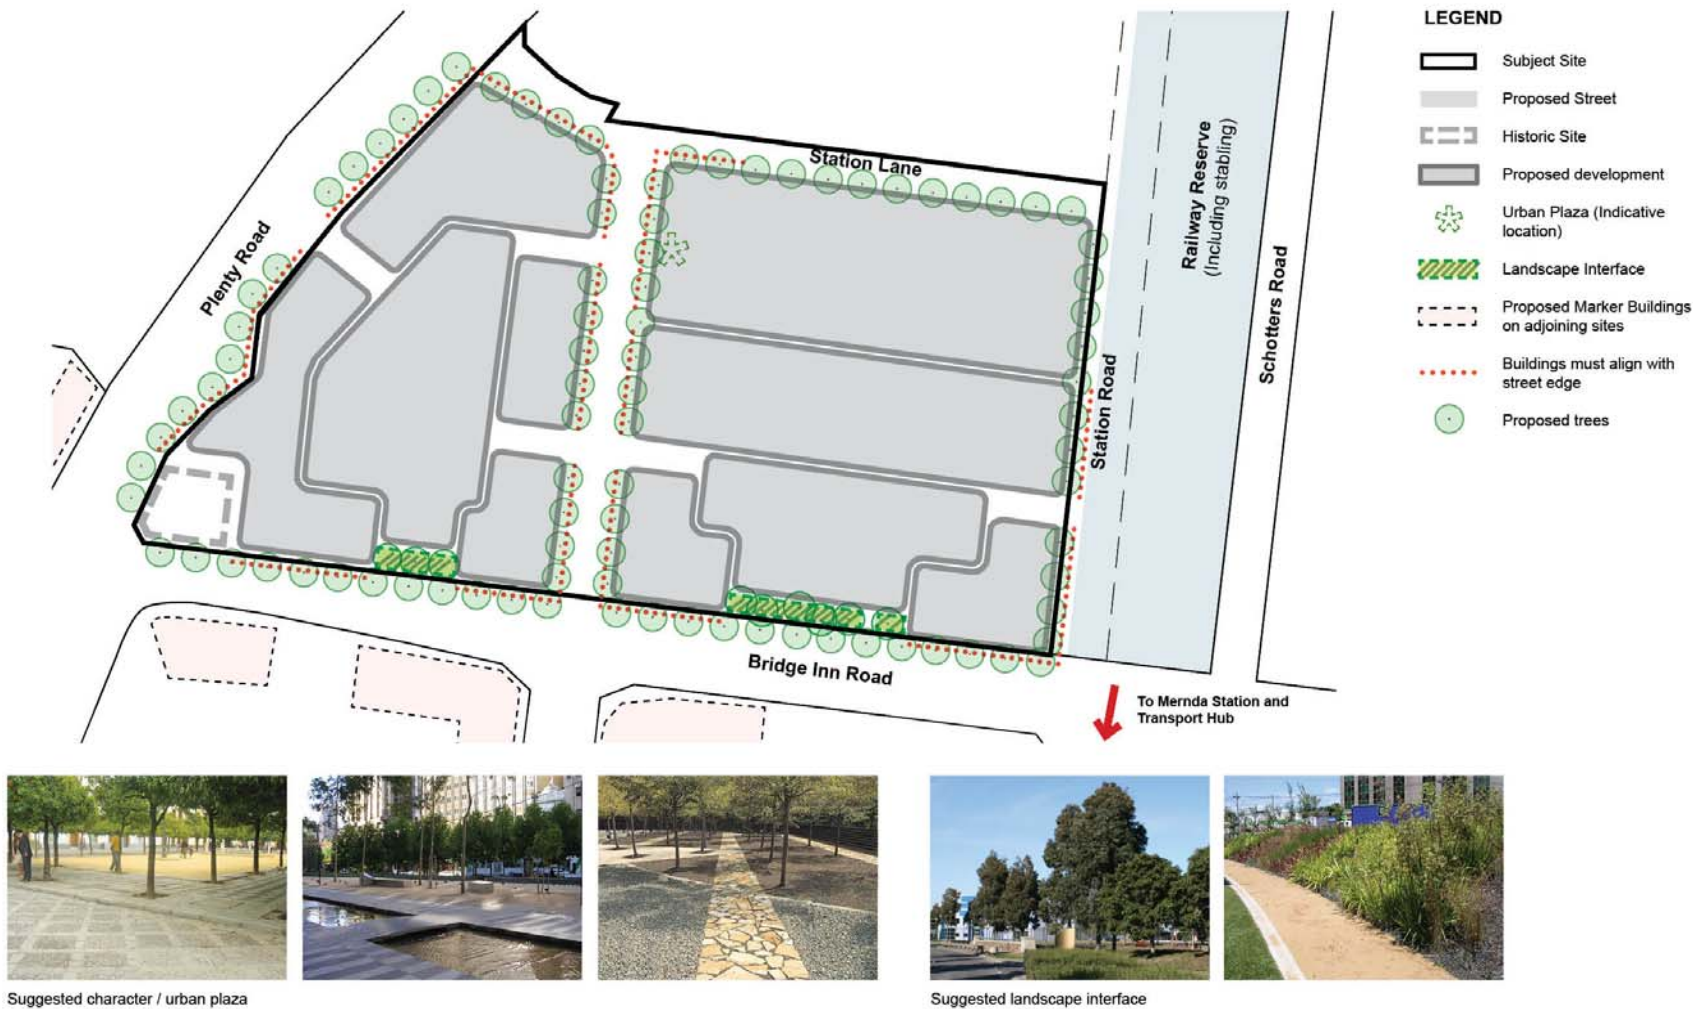 LEGEND
Subject Site
Proposed Street
Historic Site
Proposed development
Urban Plaza (Indicative
location)
Landscape Interface
Proposed Marker Buildings
on adjoining sites
Buildings must align with
street edge
Proposed trees
Station Lane
Railway Reserve
(Including stabling)
Plenty Road
Schotters Road
Station Road
Bridge Inn Road
To Mernda Station and
Transport Hub
Suggested character / urban plaza
Suggested landscape interface